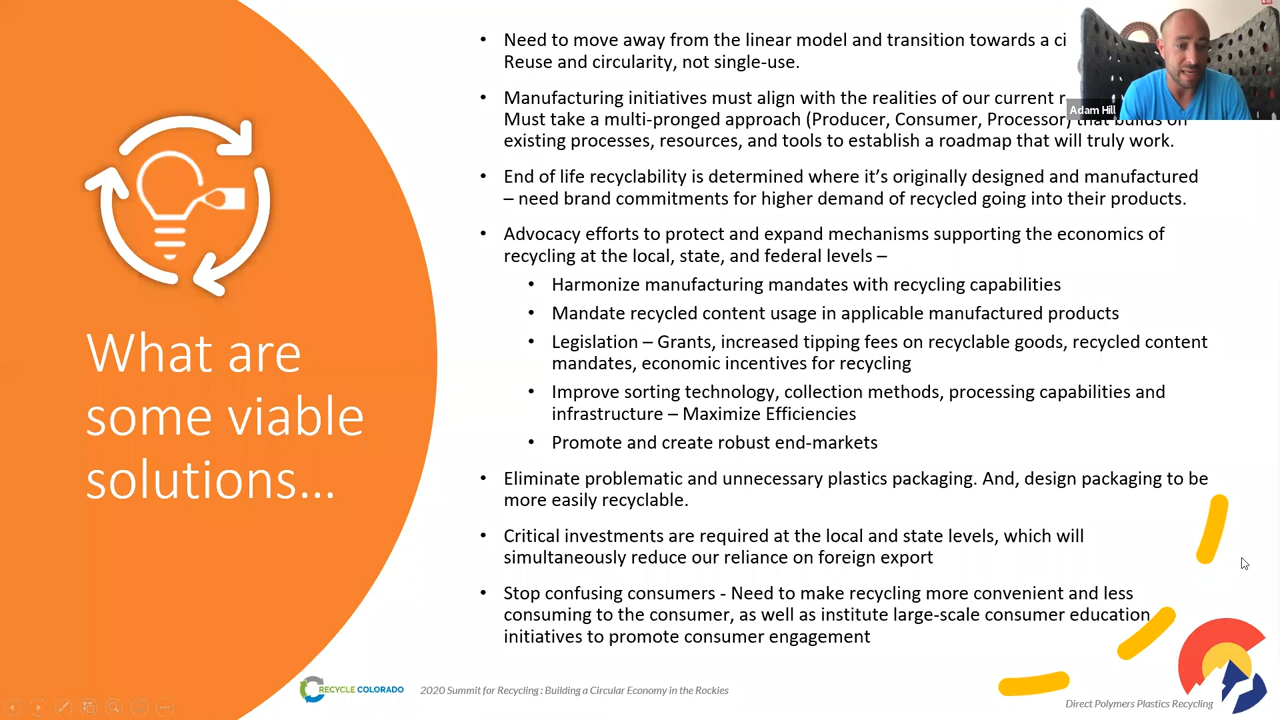 What are
some viable
solutions...
• Need to move away from the linear model and transition towards a ci
Reuse and circularity, not single-use.
• Manufacturing initiatives must align with the realities of our current r
Must take a multi-pronged approach (Producer, Consumer, Processor) that builds on
existing processes, resources, and tools to establish a roadmap that will truly work.
• End of life recyclability is determined where it's originally designed and manufactured
– need brand commitments for higher demand of recycled going into their products.
• Advocacy efforts to protect and expand mechanisms supporting the economics of
recycling at the local, state, and federal levels –
• Harmonize manufacturing mandates with recycling capabilities
• Mandate recycled content usage in applicable manufactured products
• Legislation – Grants, increased tipping fees on recyclable goods, recycled content
mandates, economic incentives for recycling
• Improve sorting technology, collection methods, processing capabilities and
infrastructure – Maximize Efficiencies
• Promote and create robust end-markets
• Eliminate problematic and unnecessary plastics packaging. And, design packaging to be
more easily recyclable.
• Critical investments are required at the local and state levels, which will
simultaneously reduce our reliance on foreign export
• Stop confusing consumers - Need to make recycling more convenient and less
consuming to the consumer, as well as institute large-scale consumer education
initiatives to promote consumer engagement
Adam Hill
RECYCLE COLORADO
2020 Summit for Recycling : Building a Circular Economy in the Rockies
Direct Polymers Plastics Recycling